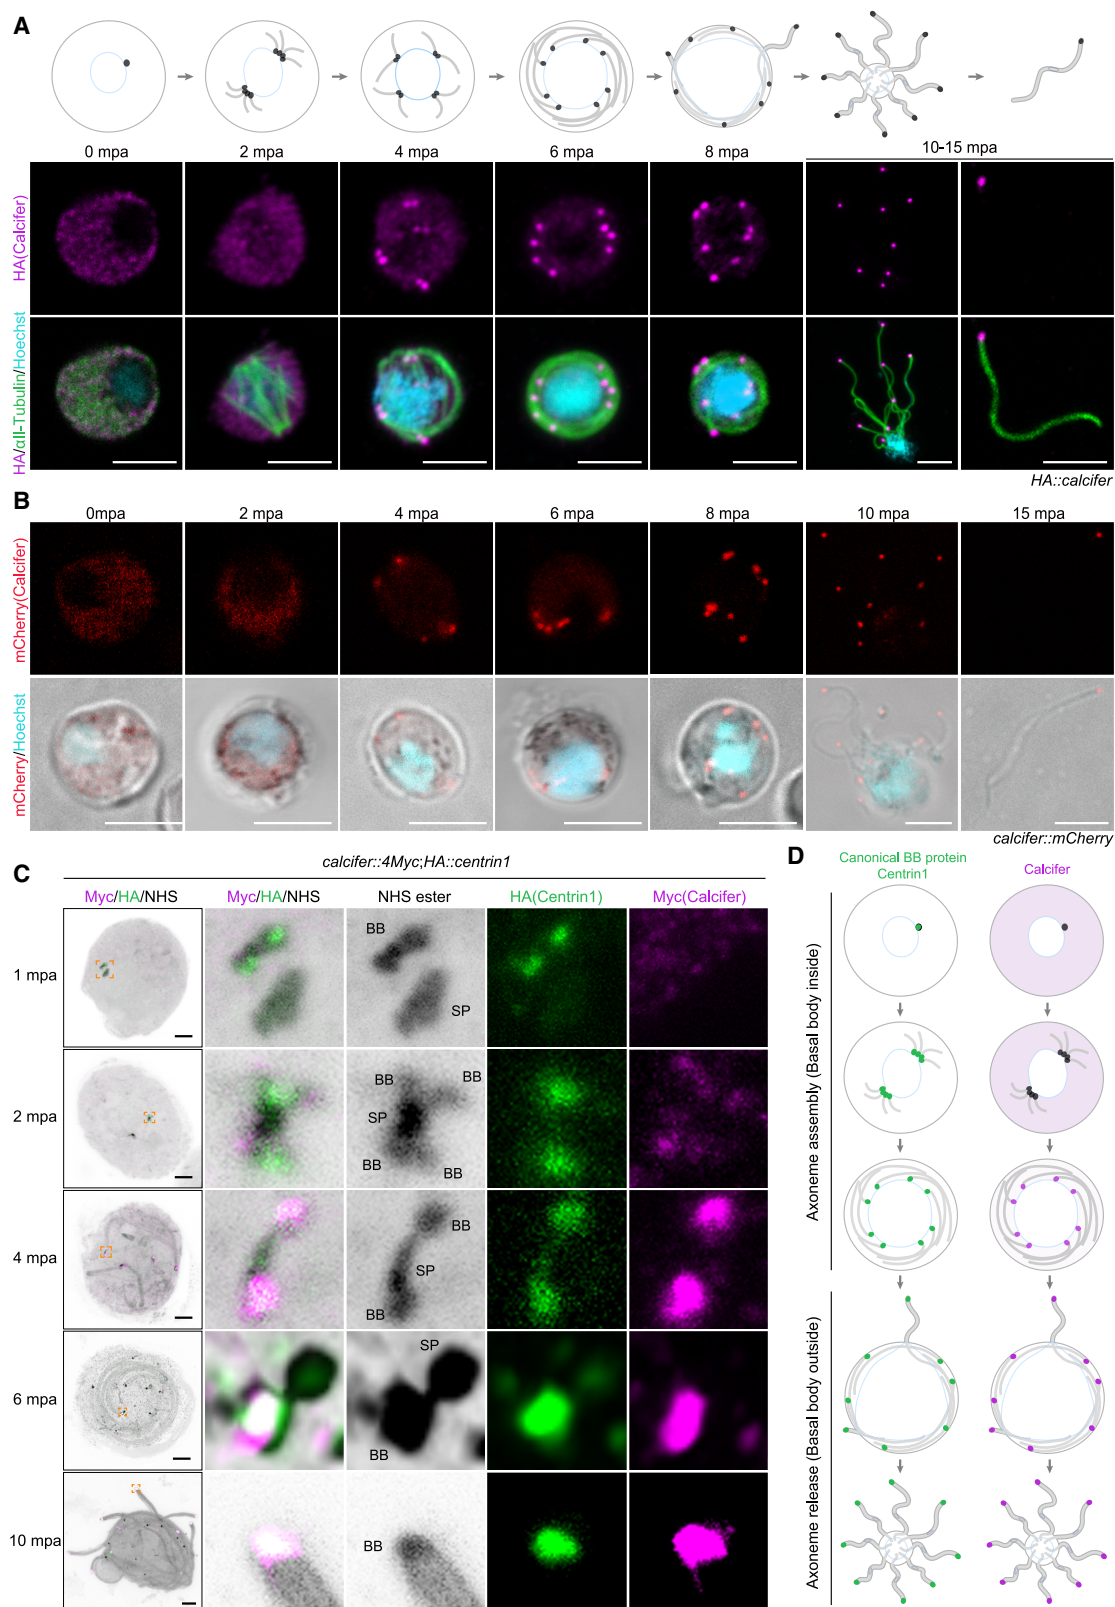 A
0 mpa
2 mpa
4 mpa
6 mpa
8 mpa
10-15 mpa
HA(Calcifer)
HA/αII-Tubulin/Hoechst
HA::calcifer
B
0mpa
2 mpa
4 mpa
6 mpa
8 mpa
10 mpa
15 mpa
mCherry(Calcifer)
mCherry/Hoechst
calcifer::mCherry
C
calcifer::4Myc;HA::centrin1
Myc/HA/NHS
Myc/HA/NHS
NHS ester
HA(Centrin1)
Myc(Calcifer)
1 mpa
BB
SP
2 mpa
BB
BB
SP
BB
BB
4 mpa
BB
SP
BB
6 mpa
SP
BB
10 mpa
BB
D
Canonical BB protein
Centrin1
Calcifer
Axoneme assembly (Basal body inside)
Axoneme release (Basal body outside)